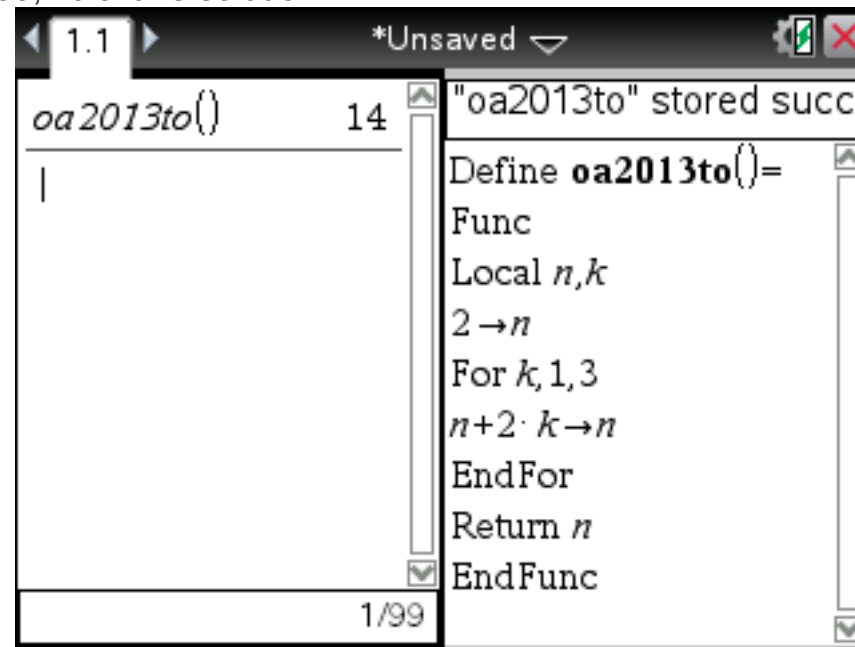 1.1
*Unsaved
oa2013to() 14
1/99
"oa2013to" stored succ
Define oa2013to()=
Func
Local n,k
2→n
For k,1,3
n+2· k→n
EndFor
Return n
EndFunc